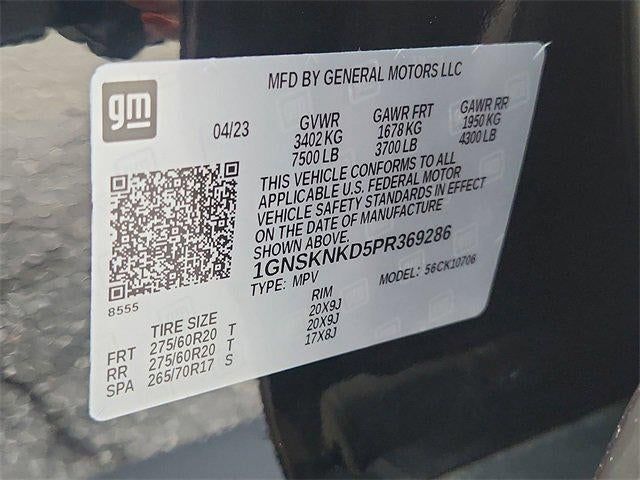 MFD BY GENERAL MOTORS LLC
gm
04/23
GVWR
3402 KG
7500 LB
GAWR FRT
1678 KG
3700 LB
GAWR RR
1950 KG
4300 LB
THIS VEHICLE CONFORMS TO ALL
APPLICABLE U.S. FEDERAL MOTOR
VEHICLE SAFETY STANDARDS IN EFFECT
ON THE DATE OF MANUFACTURE
SHOWN ABOVE.
1GNSKNKD5PR369286
TYPE: MPV
MODEL: 56CK10706
8555
TIRE SIZE RIM
FRT 275/60R20 T 20X9J
RR 275/60R20 T 20X9J
SPA 265/70R17 S 17X8J